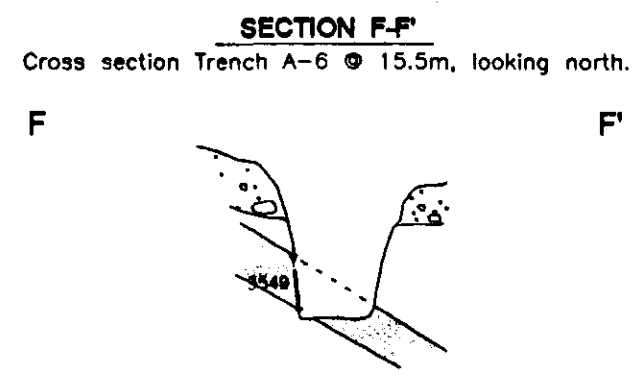 SECTION F-F'
Cross section Trench A-6 @ 15.5m, looking north.
F F'
5549